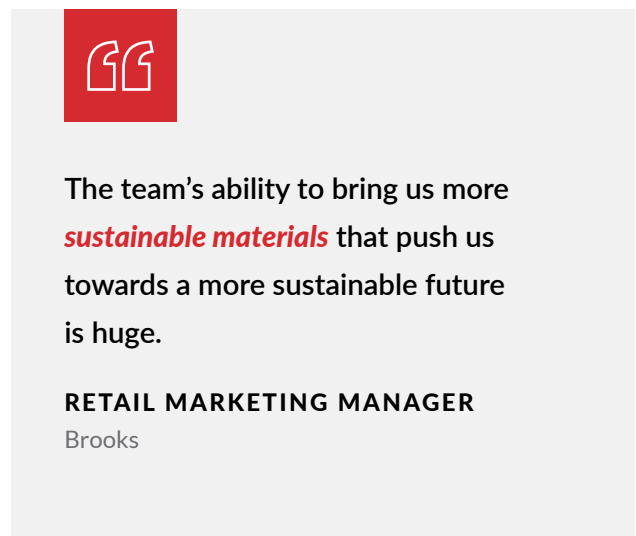 The team’s ability to bring us more
sustainable materials that push us
towards a more sustainable future
is huge.
RETAIL MARKETING MANAGER
Brooks